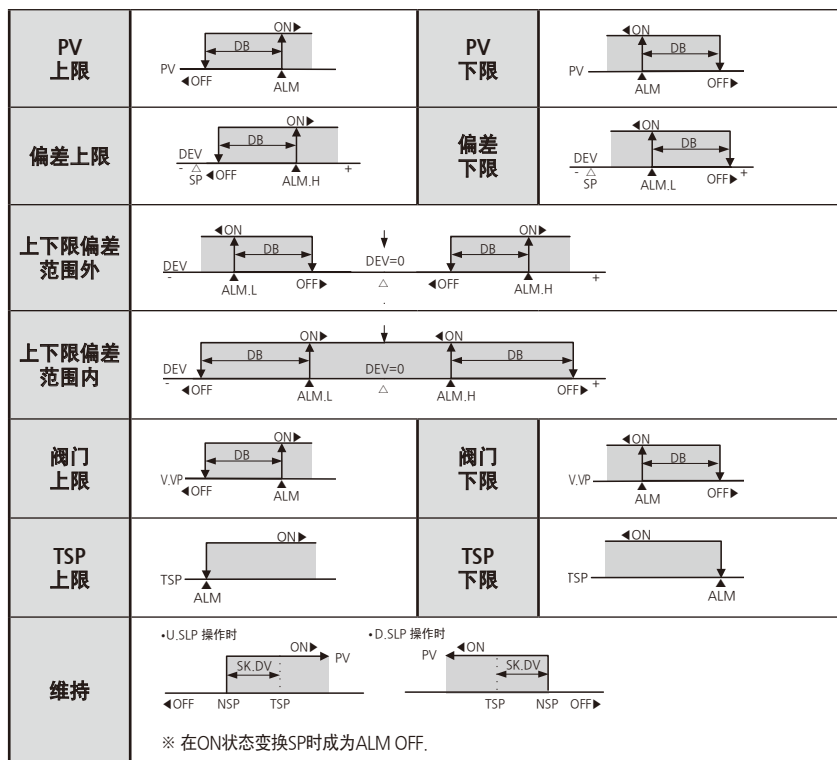 PV
上限
ON▶
DB
PV
◀OFF
ALM
PV
下限
◀ON
DB
PV
ALM
OFF▶
偏差上限
ON▶
DB
DEV
- △ ◀OFF
SP
ALM.H
+
偏差
下限
◀ON
DB
DEV
- △
SP
ALM.L
OFF▶ +
上下限偏差
范围外
◀ON
DB
DEV
-
ALM.L
OFF▶
DEV=0
△
◀OFF
ON▶
DB
ALM.H
+
上下限偏差
范围内
ON▶
◀ON
DB
DEV=0
DB
DEV
-
◀OFF
ALM.L
△
ALM.H
OFF▶ +
阀门
上限
ON▶
DB
V.VP
◀OFF
ALM
阀门
下限
◀ON
DB
V.VP
ALM
OFF▶
TSP
上限
ON▶
TSP
ALM
TSP
下限
◀ON
TSP
ALM
维持
•U.SLP 操作时
ON▶
PV
SK.DV
◀OFF NSP TSP
•D.SLP 操作时
PV ◀ON
SK.DV
TSP NSP OFF▶
※ 在ON状态变换SP时成为ALM OFF.